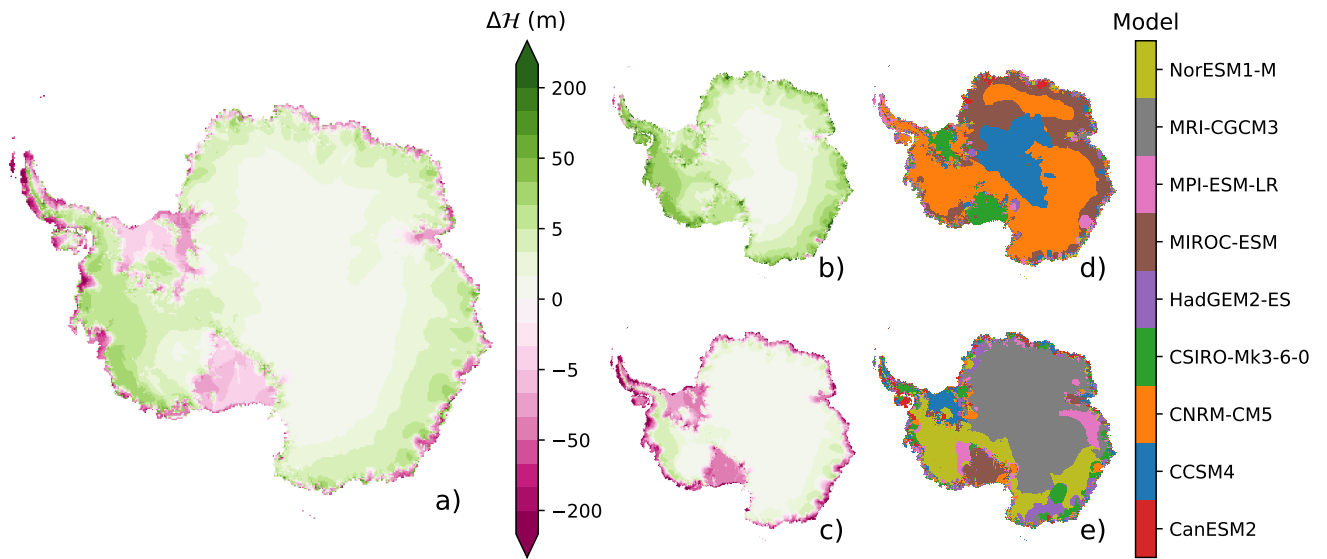 Δℋ (m)
200
50
5
0
−5
−50
−200
a)
b)
c)
d)
e)
Model
NorESM1-M
MRI-CGCM3
MPI-ESM-LR
MIROC-ESM
HadGEM2-ES
CSIRO-Mk3-6-0
CNRM-CM5
CCSM4
CanESM2